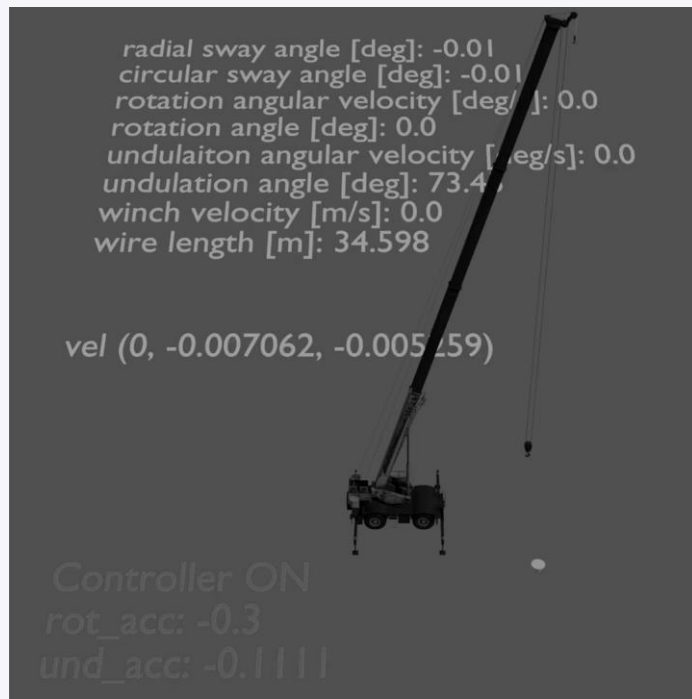 radial sway angle [deg]: -0.01
circular sway angle [deg]: -0.01
rotation angular velocity [deg/s]: 0.0
rotation angle [deg]: 0.0
undulaiton angular velocity [deg/s]: 0.0
undulation angle [deg]: 73.43
winch velocity [m/s]: 0.0
wire length [m]: 34.598
vel (0, -0.007062, -0.005259)
Controller ON
rot_acc: -0.3
und_acc: -0.1111